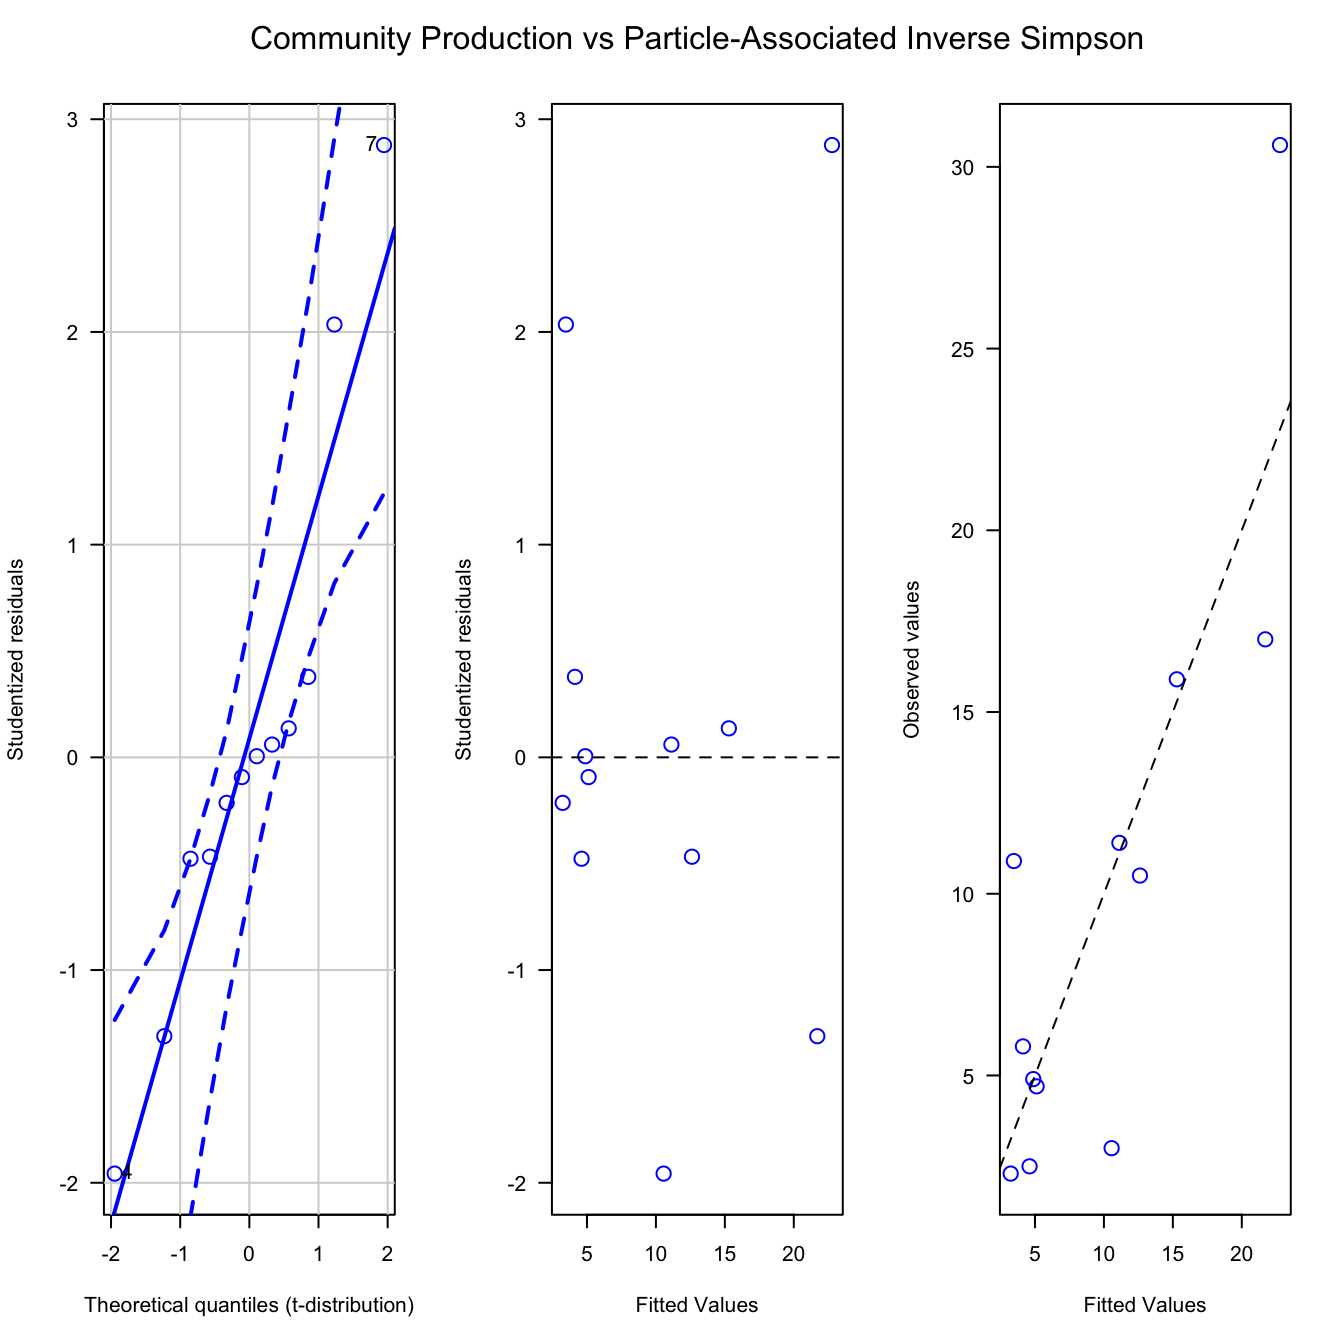 Community Production vs Particle-Associated Inverse Simpson
Studentized residuals
3
2
1
0
-1
-2
7
4
-2 -1 0 1 2
Theoretical quantiles (t-distribution)
Studentized residuals
3
2
1
0
-1
-2
5 10 15 20
Fitted Values
Observed values
30
25
20
15
10
5
5 10 15 20
Fitted Values